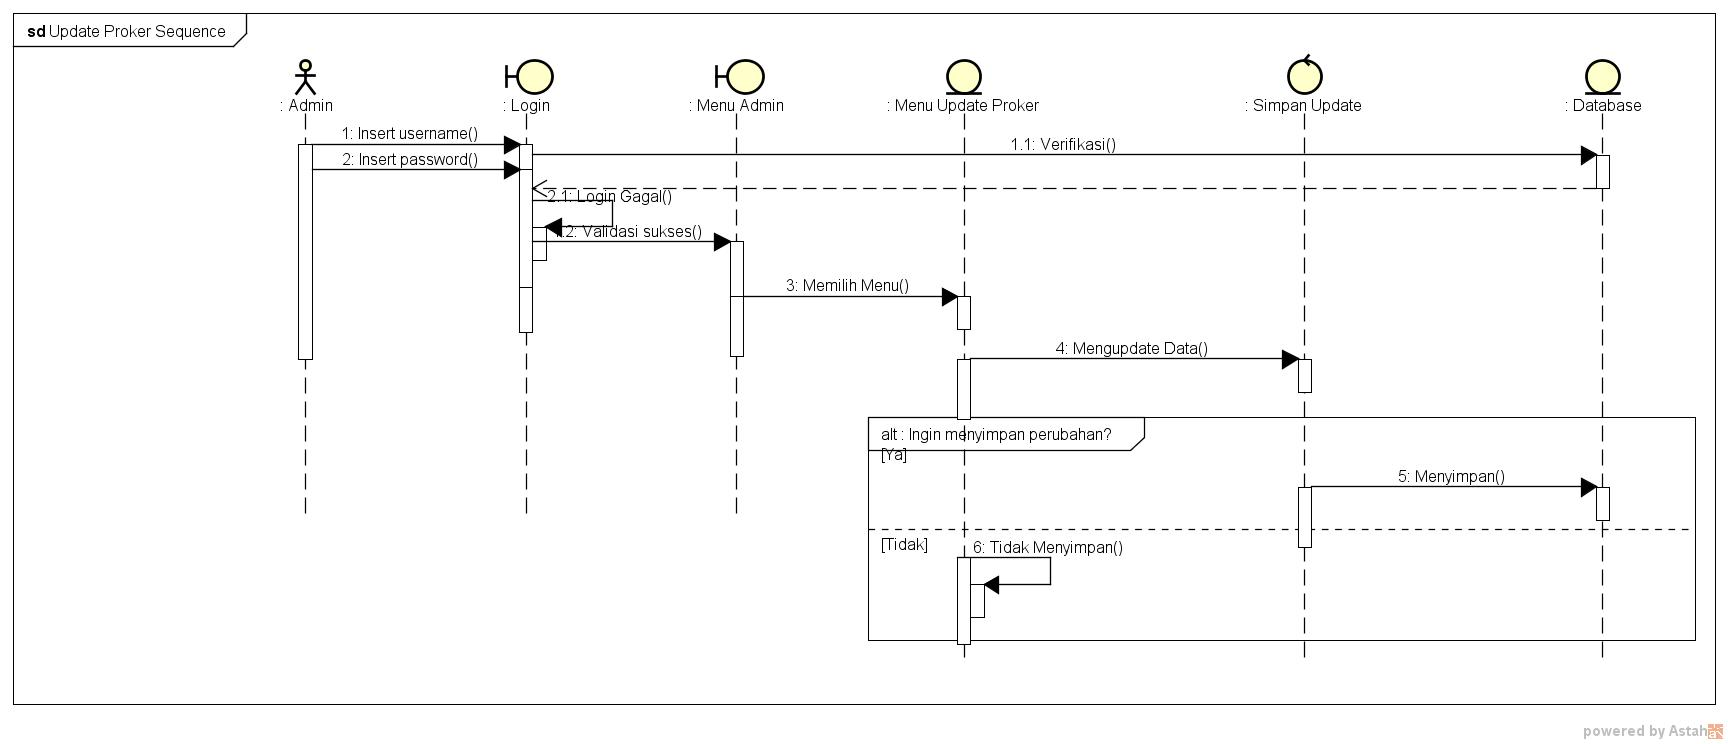 sd Update Proker Sequence
: Admin
: Login
: Menu Admin
: Menu Update Proker
: Simpan Update
: Database
1: Insert username()
1.1: Verifikasi()
2: Insert password()
2.1: Login Gagal()
1.2: Validasi sukses()
3: Memilih Menu()
4: Mengupdate Data()
alt : Ingin menyimpan perubahan?
[Ya]
5: Menyimpan()
[Tidak]
6: Tidak Menyimpan()
powered by Astah